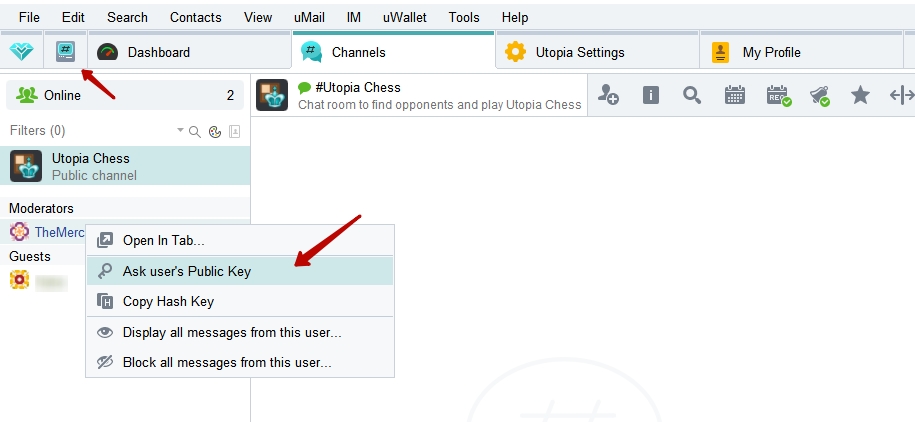 File Edit Search Contacts View uMail IM uWallet Tools Help
Dashboard Channels Utopia Settings My Profile
Online 2
#Utopia Chess
Chat room to find opponents and play Utopia Chess
REC
Filters (0)
Utopia Chess
Public channel
Moderators
TheMerc
Guests
Open In Tab...
Ask user's Public Key
Copy Hash Key
Display all messages from this user...
Block all messages from this user...